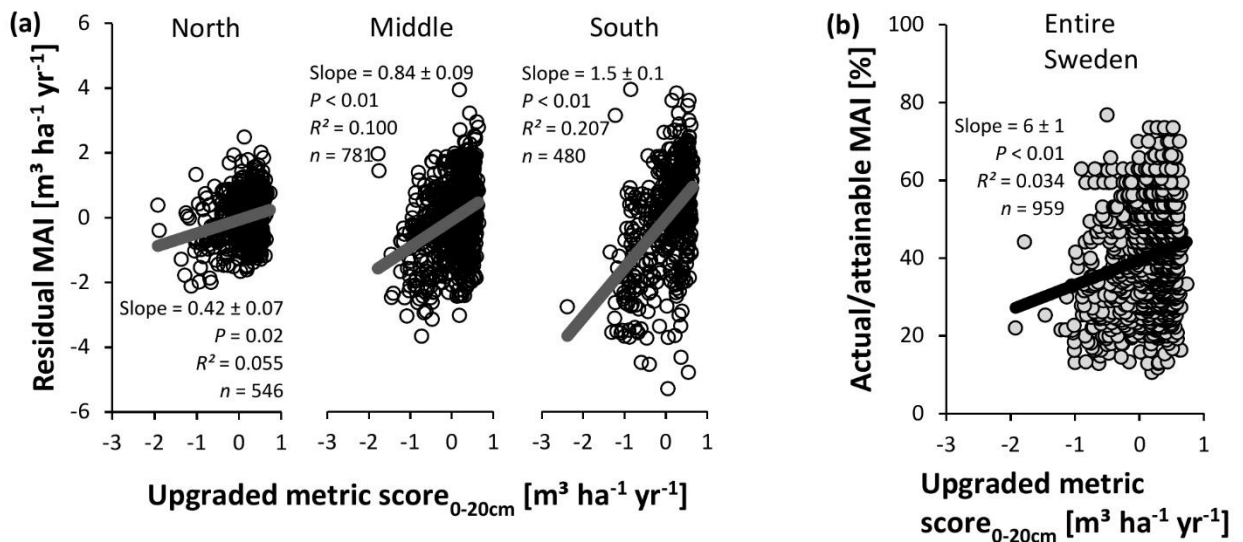 (a)
Residual MAI [m³ ha⁻¹ yr⁻¹]
6
4
2
0
-2
-4
-6
North
Slope = 0.42 ± 0.07
P = 0.02
R² = 0.055
n = 546
-3 -2 -1 0 1
Middle
Slope = 0.84 ± 0.09
P < 0.01
R² = 0.100
n = 781
-3 -2 -1 0 1
South
Slope = 1.5 ± 0.1
P < 0.01
R² = 0.207
n = 480
-3 -2 -1 0 1
Upgraded metric score₀₋₂₀cm [m³ ha⁻¹ yr⁻¹]
(b)
Actual/attainable MAI [%]
100
80
60
40
20
0
Entire
Sweden
Slope = 6 ± 1
P < 0.01
R² = 0.034
n = 959
-3 -2 -1 0 1
Upgraded metric
score₀₋₂₀cm [m³ ha⁻¹ yr⁻¹]